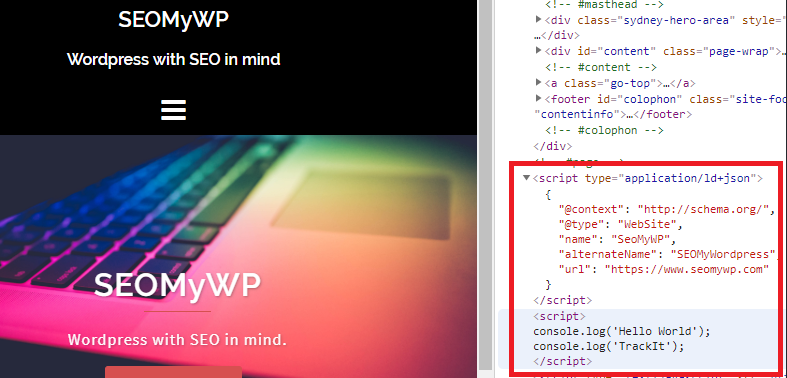 SEOMyWP
Wordpress with SEO in mind
SEOMyWP
Wordpress with SEO in mind.
<!-- #masthead -->
▶<div class="sydney-hero-area" style="
…</div>
▶<div id="content" class="page-wrap">…
<!-- #content -->
▶<a class="go-top">…</a>
▶<footer id="colophon" class="site-foo
"contentinfo">…</footer>
<!-- #colophon -->
</div>
▼<script type="application/ld+json">
{
"@context": "http://schema.org/",
"@type": "WebSite",
"name": "SeoMyWP",
"alternateName": "SEOMyWordpress",
"url": "https://www.seomywp.com"
}
</script>
<script>
console.log('Hello World');
console.log('TrackIt');
</script>